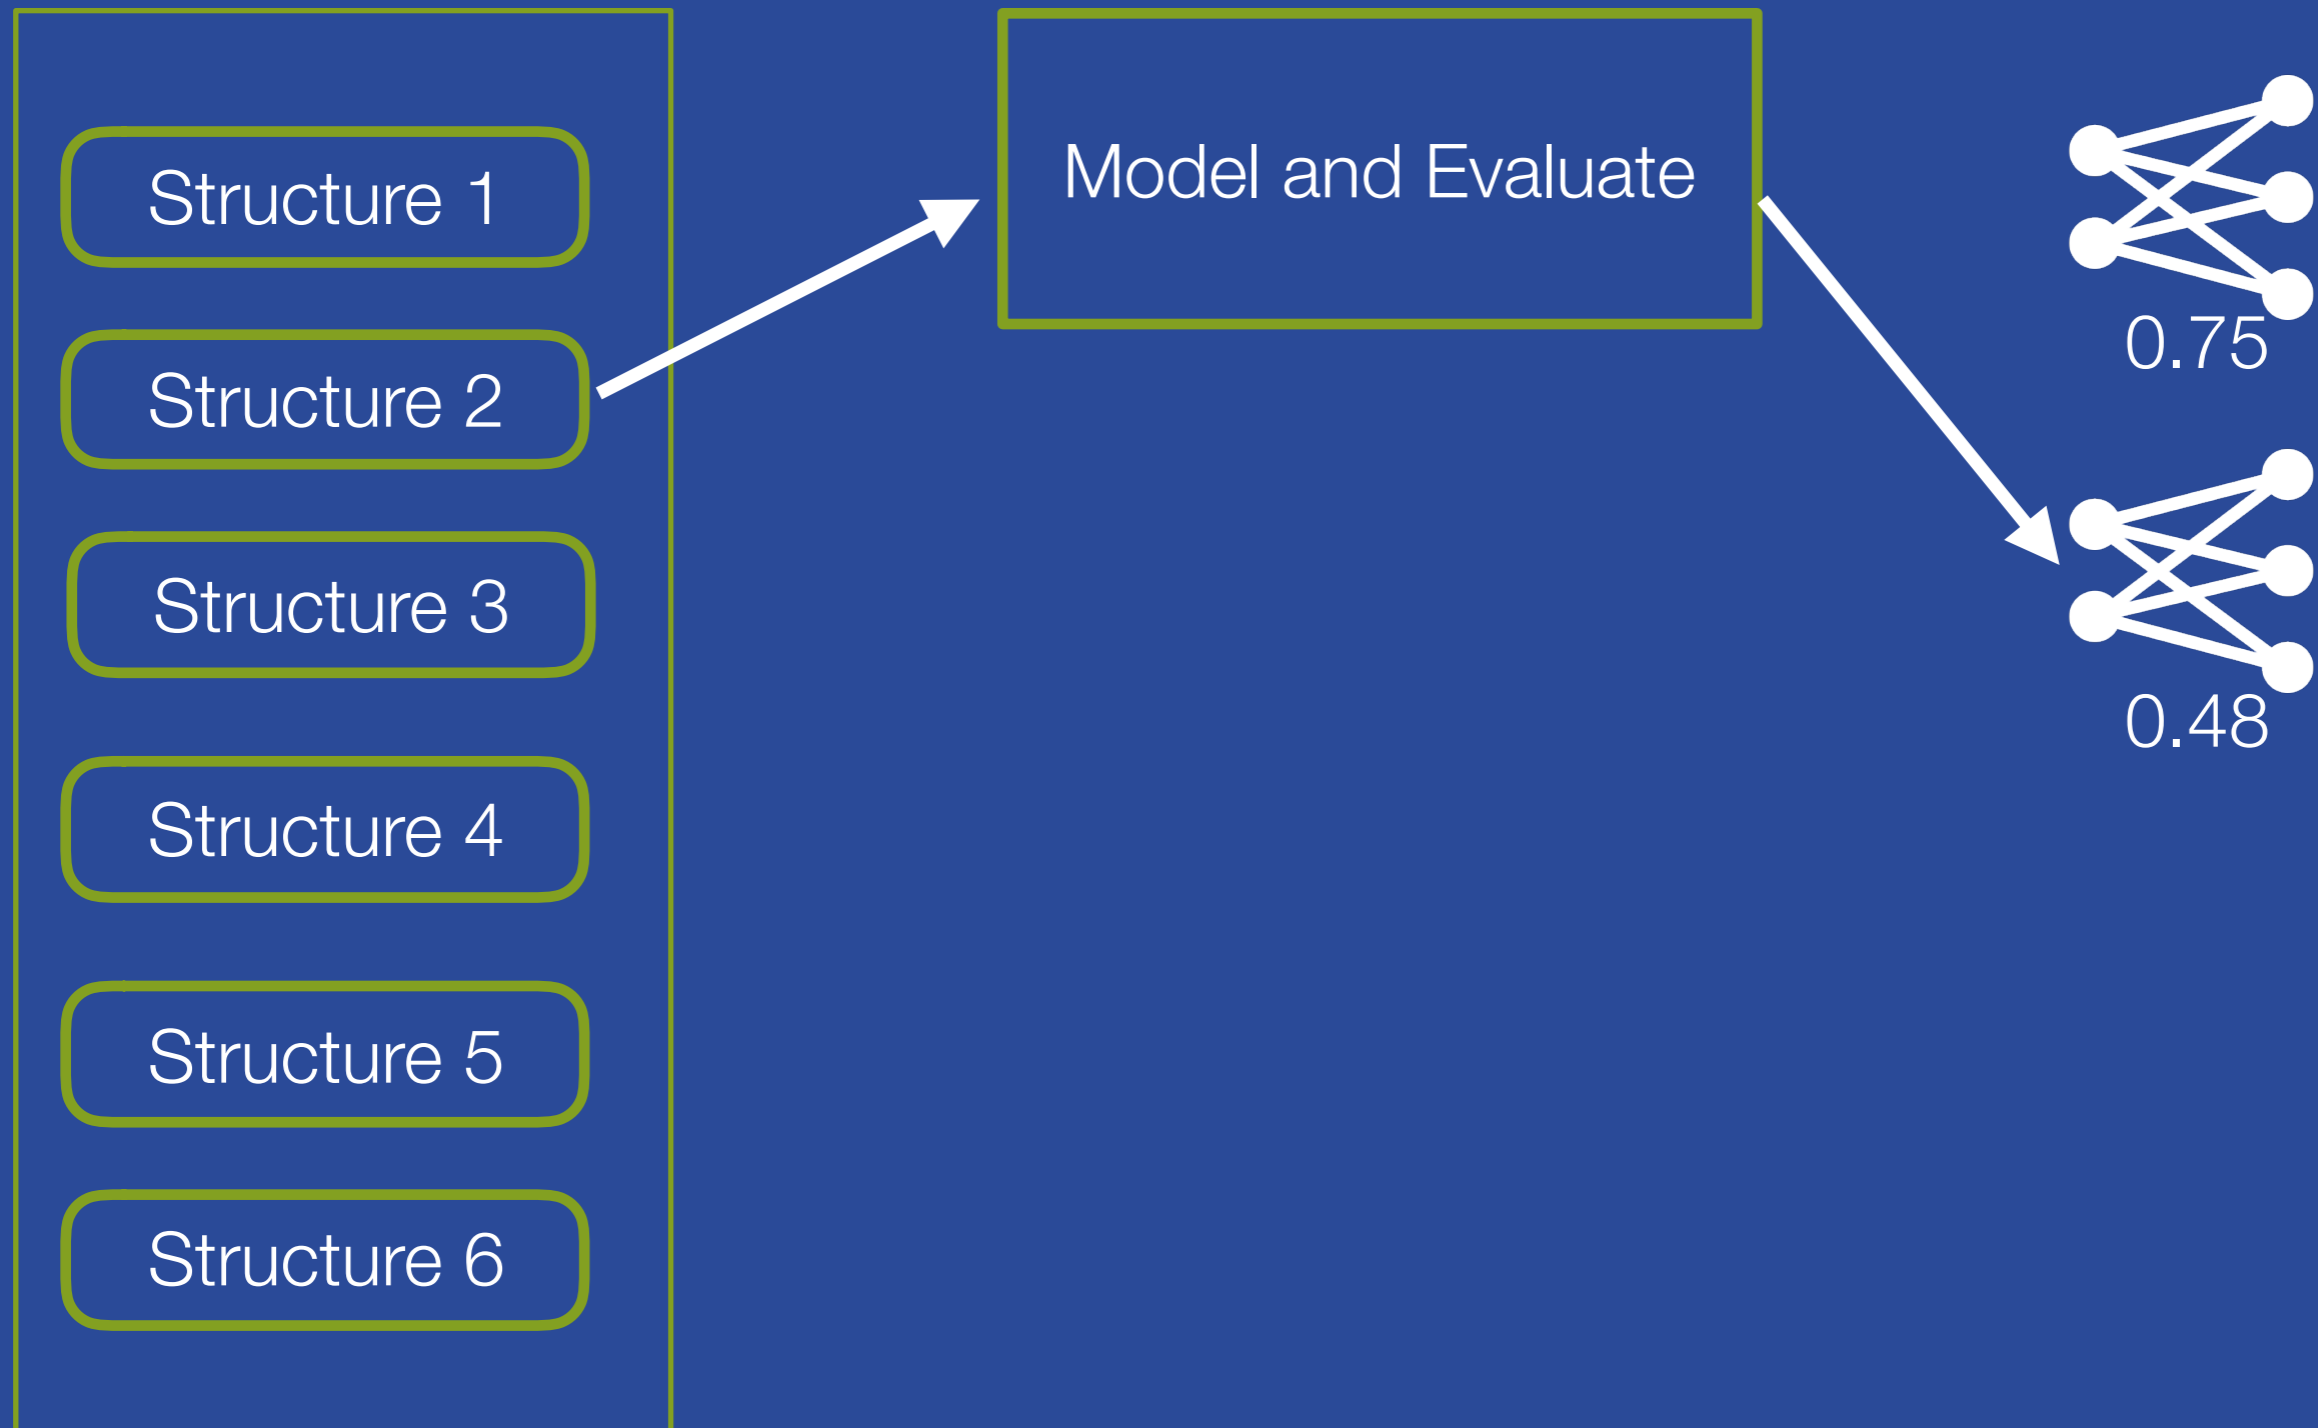 Structure 1
Structure 2
Structure 3
Structure 4
Structure 5
Structure 6
Model and Evaluate
0.75
0.48